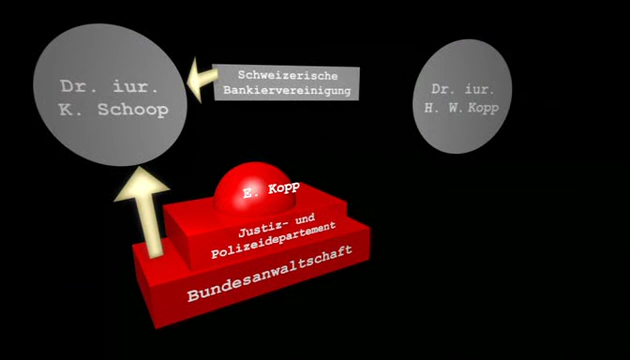 Dr. iur.
K. Schoop
Schweizerische
Bankiervereinigung
Dr. iur.
H. W. Kopp
E. Kopp
Justiz- und
Polizeidepartement
Bundesanwaltschaft